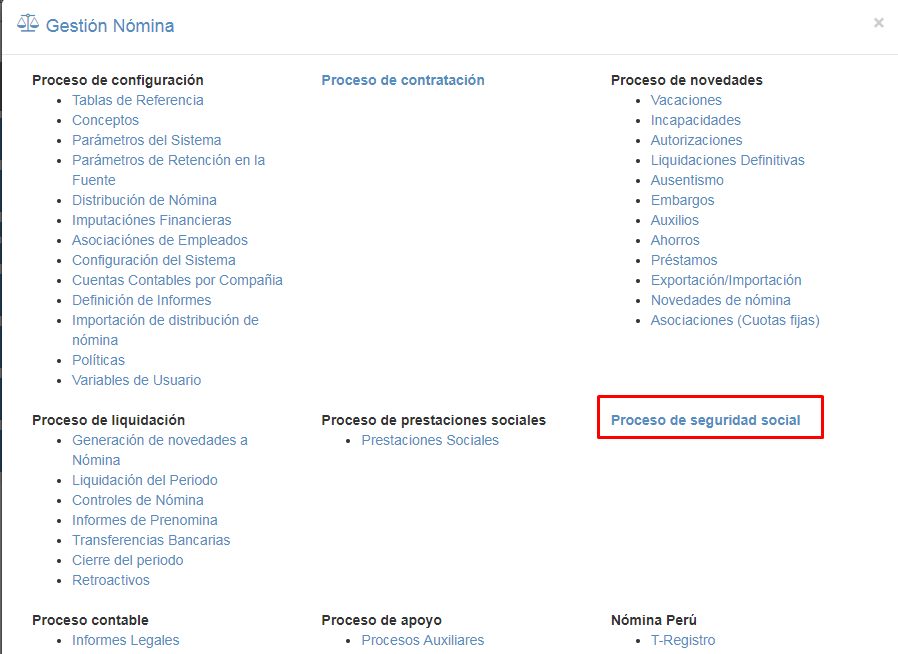 Gestión Nómina
×
Proceso de configuración
Tablas de Referencia
Conceptos
Parámetros del Sistema
Parámetros de Retención en la
Fuente
Distribución de Nómina
Imputaciónes Financieras
Asociaciónes de Empleados
Configuración del Sistema
Cuentas Contables por Compañia
Definición de Informes
Importación de distribución de
nómina
Políticas
Variables de Usuario
Proceso de contratación
Proceso de novedades
Vacaciones
Incapacidades
Autorizaciones
Liquidaciones Definitivas
Ausentismo
Embargos
Auxilios
Ahorros
Préstamos
Exportación/Importación
Novedades de nómina
Asociaciones (Cuotas fijas)
Proceso de liquidación
Generación de novedades a
Nómina
Liquidación del Periodo
Controles de Nómina
Informes de Prenomina
Transferencias Bancarias
Cierre del periodo
Retroactivos
Proceso de prestaciones sociales
Prestaciones Sociales
Proceso de seguridad social
Proceso contable
Informes Legales
Proceso de apoyo
Procesos Auxiliares
Nómina Perú
T-Registro